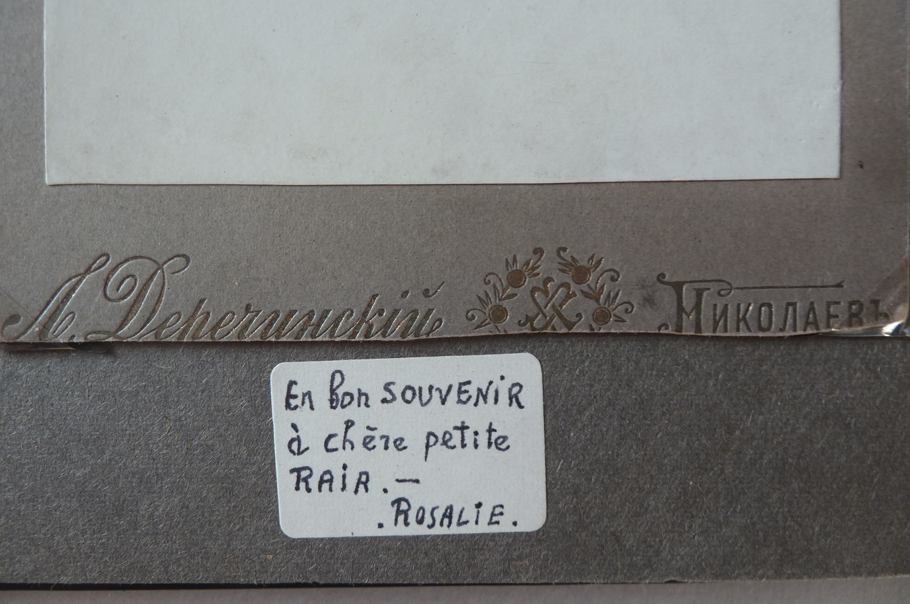 Л. Деречинскій
Николаевъ
En bon SOUVENIR
à chère petite
RAIR.—
.ROSALIE.